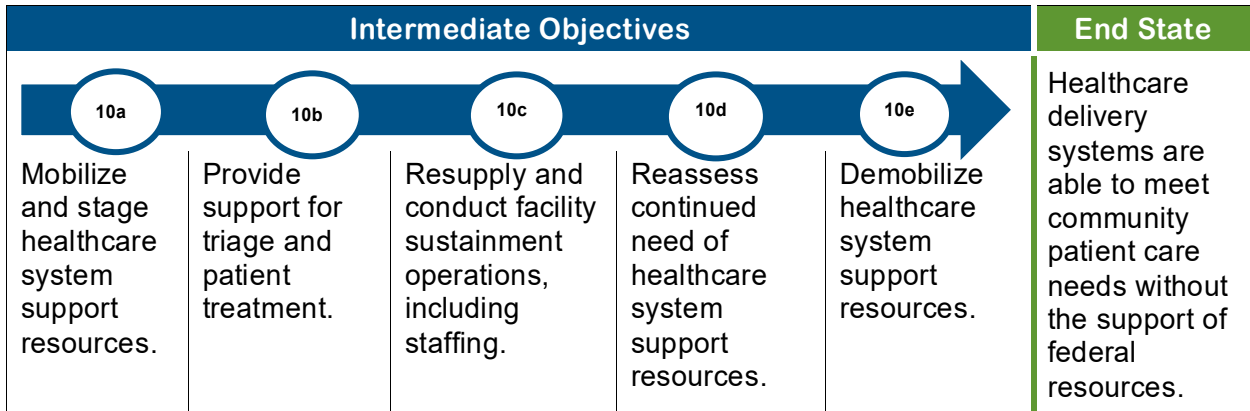 Intermediate Objectives
End State
10a
10b
10c
10d
10e
Mobilize
and stage
healthcare
system
support
resources.
Provide
support for
triage and
patient
treatment.
Resupply and
conduct facility
sustainment
operations,
including
staffing.
Reassess
continued
need of
healthcare
system
support
resources.
Demobilize
healthcare
system
support
resources.
Healthcare
delivery
systems are
able to meet
community
patient care
needs without
the support of
federal
resources.